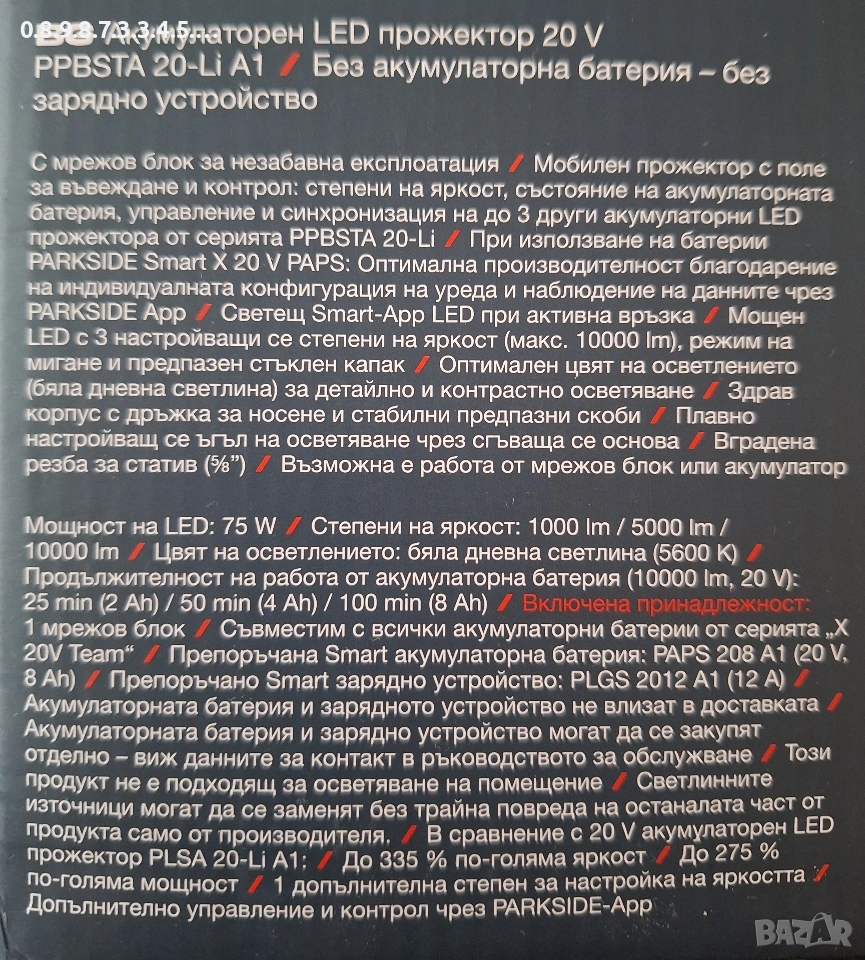 0.8.9.8.7.3.3.4.5....
BG Акумулаторен LED прожектор 20 V
PPBSTA 20-Li A1 / Без акумулаторна батерия – без
зарядно устройство
С мрежов блок за незабавна експлоатация / Мобилен прожектор с поле
за въвеждане и контрол: степени на яркост, състояние на акумулаторната
батерия, управление и синхронизация на до 3 други акумулаторни LED
прожектора от серията PPBSTA 20-Li / При използване на батерии
PARKSIDE Smart X 20 V PAPS: Оптимална производителност благодарение
на индивидуалната конфигурация на уреда и наблюдение на данните чрез
PARKSIDE App / Светещ Smart-App LED при активна връзка / Мощен
LED с 3 настройващи се степени на яркост (макс. 10000 lm), режим на
мигане и предпазен стъклен капак / Оптимален цвят на осветлението
(бяла дневна светлина) за детайлно и контрастно осветяване / Здрав
корпус с дръжка за носене и стабилни предпазни скоби / Плавно
настройващ се ъгъл на осветяване чрез сгъваща се основа / Вградена
резба за статив (⅝”) / Възможна е работа от мрежов блок или акумулатор
Мощност на LED: 75 W / Степени на яркост: 1000 lm / 5000 lm /
10000 lm / Цвят на осветлението: бяла дневна светлина (5600 K) /
Продължителност на работа от акумулаторна батерия (10000 lm, 20 V):
25 min (2 Ah) / 50 min (4 Ah) / 100 min (8 Ah) / Включена принадлежност:
1 мрежов блок / Съвместим с всички акумулаторни батерии от серията „X
20V Team“ / Препоръчана Smart акумулаторна батерия: PAPS 208 A1 (20 V,
8 Ah) / Препоръчано Smart зарядно устройство: PLGS 2012 A1 (12 A) /
Акумулаторната батерия и зарядното устройство не влизат в доставката /
Акумулаторната батерия и зарядно устройство могат да се закупят
отделно – виж данните за контакт в ръководството за обслужване / Този
продукт не е подходящ за осветяване на помещение / Светлинните
източници могат да се заменят без трайна повреда на останалата част от
продукта само от производителя. / В сравнение с 20 V акумулаторен LED
прожектор PLSA 20-Li A1: / До 335 % по-голяма яркост / До 275 %
по-голяма мощност / 1 допълнителна степен за настройка на яркостта /
Допълнително управление и контрол чрез PARKSIDE-App
BAZAR